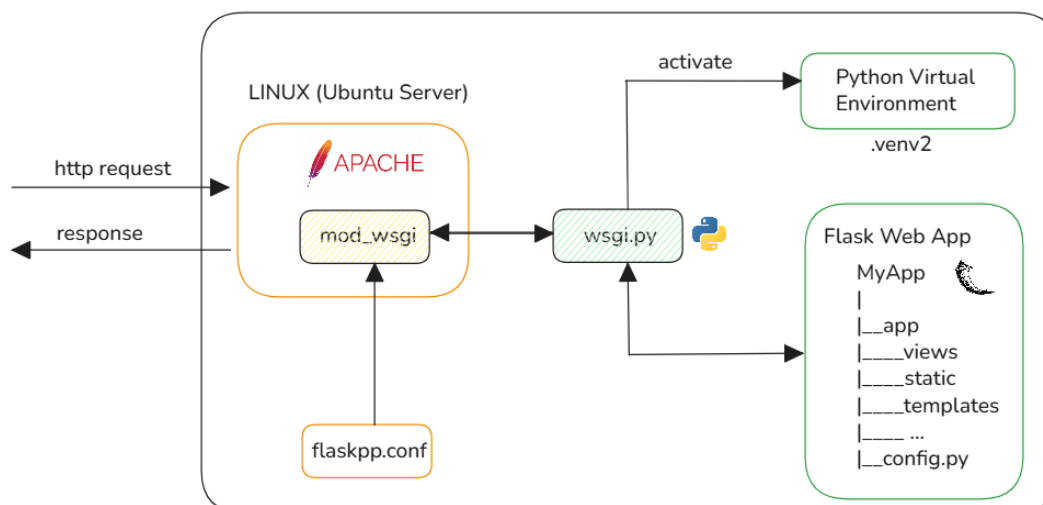 LINUX (Ubuntu Server)
http request
response
APACHE
mod_wsgi
flaskpp.conf
wsgi.py
activate
Python Virtual
Environment
.venv2
Flask Web App
MyApp
|
|__app
|____views
|____static
|____templates
|____ ...
|__config.py